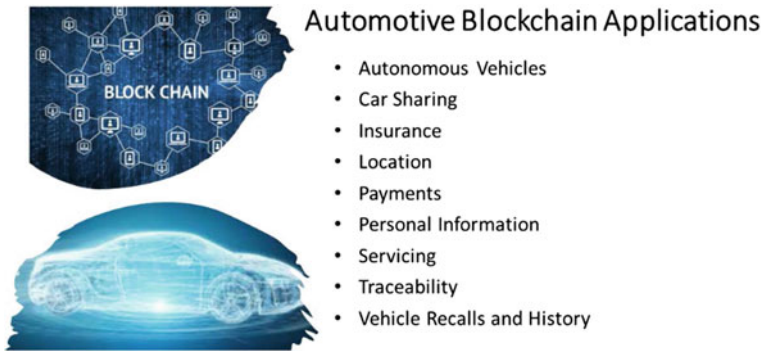 Automotive Blockchain Applications
BLOCK CHAIN
• Autonomous Vehicles
• Car Sharing
• Insurance
• Location
• Payments
• Personal Information
• Servicing
• Traceability
• Vehicle Recalls and History